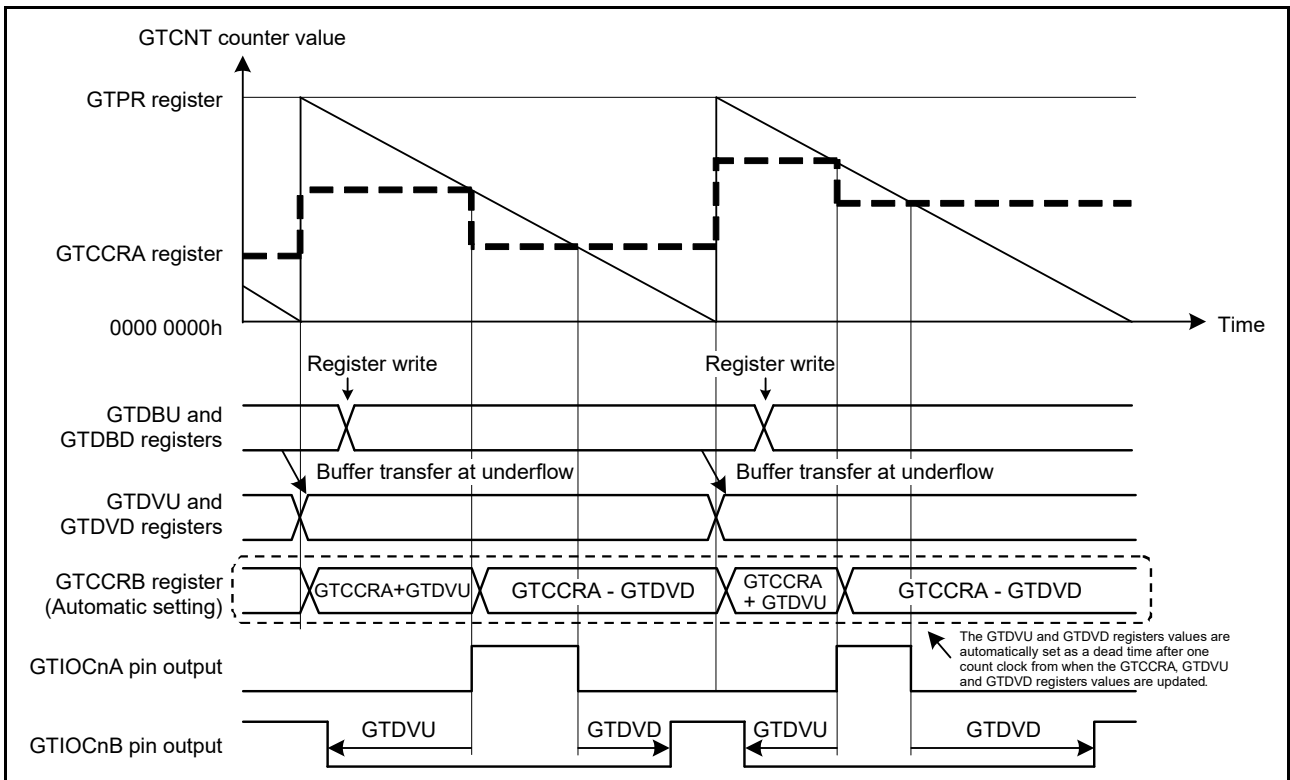 GTCNT counter value
GTPR register
GTCCRA register
0000 0000h
Time
Register write
Register write
GTDBU and
GTDBD registers
Buffer transfer at underflow
Buffer transfer at underflow
GTDVU and
GTDVD registers
GTCCRB register
(Automatic setting)
GTCCRA+GTDVU
GTCCRA - GTDVD
GTCCRA
+ GTDVU
GTCCRA - GTDVD
The GTDVU and GTDVD registers values are
automatically set as a dead time after one
count clock from when the GTCCRA, GTDVU
and GTDVD registers values are updated.
GTIOCnA pin output
GTIOCnB pin output
GTDVU
GTDVD
GTDVU
GTDVD